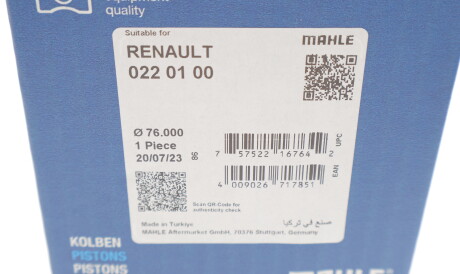 equipment
quality
Suitable for
RENAULT
022 01 00
MAHLE
Ø 76.000
1 Piece
20/07/23
98
7 57522 16764 2
UPC
4 009026 717851
EAN
Scan QR-Code for
authenticity check
Made in Turkiye
صنع في تركيا
MAHLE Aftermarket GmbH, 70376 Stuttgart, Germany
KOLBEN
PISTONS
PISTONS
MAHLE